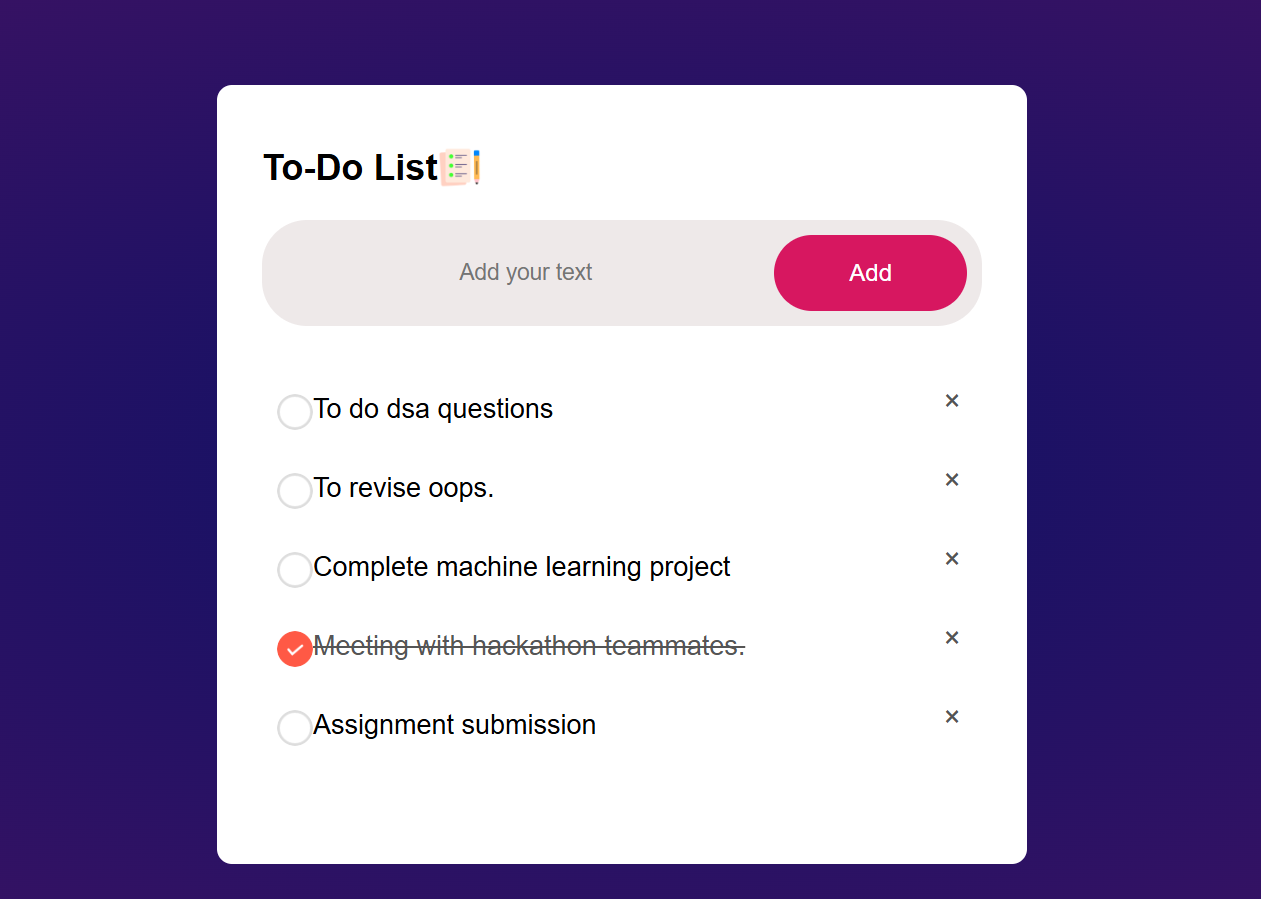 To-Do List
Add your text
Add
To do dsa questions
×
To revise oops.
×
Complete machine learning project
×
Meeting with hackathon teammates.
×
Assignment submission
×